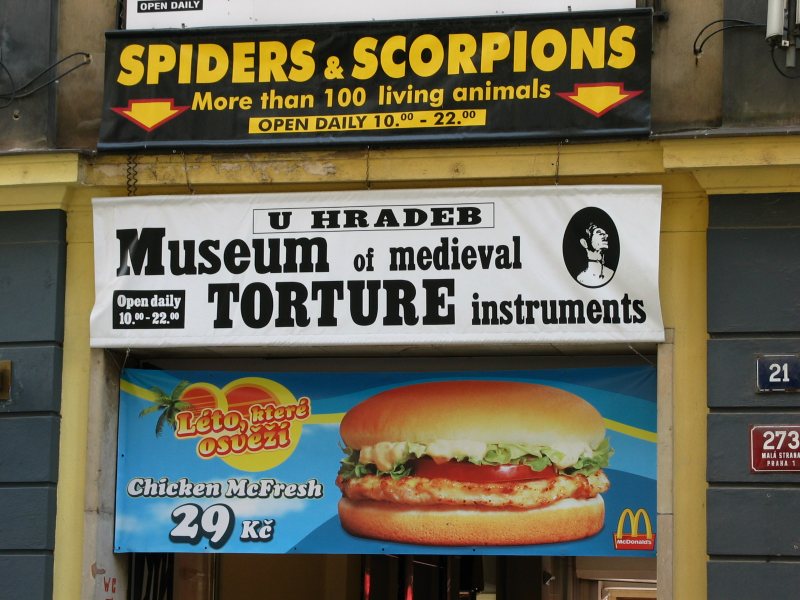 OPEN DAILY
SPIDERS & SCORPIONS
More than 100 living animals
OPEN DAILY 10.00 - 22.00
U HRADEB
Museum of medieval
Open daily
10.00 - 22.00
TORTURE instruments
21
273
MALÁ STRANA
PRAHA 1
Léto, které
osvěží
Chicken McFresh
29 Kč
McDonald's
WC